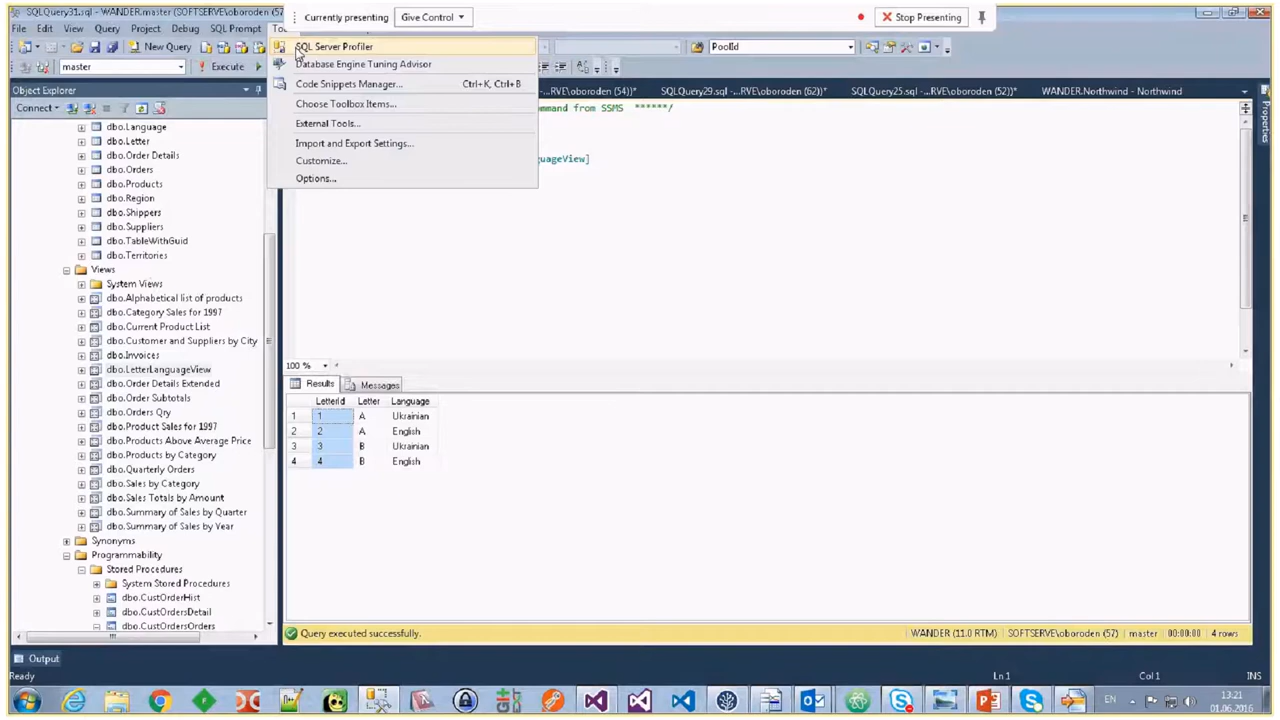 SQLQuery31.sql - WANDER.master (SOFTSERVE\oboroden (
Currently presenting
Give Control
Stop Presenting
File
Edit
View
Query
Project
Debug
SQL Prompt
New Query
PoolId
master
Execute
SQL Server Profiler
Database Engine Tuning Advisor
Code Snippets Manager...
Ctrl+K, Ctrl+B
Choose Toolbox Items...
External Tools...
Import and Export Settings...
Customize...
Options...
Object Explorer
Connect
...RVE\oboroden (54))*
SQLQuery29.sql - ...RVE\oboroden (62))*
SQLQuery25.sql - ...RVE\oboroden (52))*
WANDER.Northwind - Northwind
ommand from SSMS ******/
guageView]
Properties
dbo.Language
dbo.Letter
dbo.Order Details
dbo.Orders
dbo.Products
dbo.Region
dbo.Shippers
dbo.Suppliers
dbo.TableWithGuid
dbo.Territories
Views
System Views
dbo.Alphabetical list of products
dbo.Category Sales for 1997
dbo.Current Product List
dbo.Customer and Suppliers by City
dbo.Invoices
dbo.LetterLanguageView
dbo.Order Details Extended
dbo.Order Subtotals
dbo.Orders Qry
dbo.Product Sales for 1997
dbo.Products Above Average Price
dbo.Products by Category
dbo.Quarterly Orders
dbo.Sales by Category
dbo.Sales Totals by Amount
dbo.Summary of Sales by Quarter
dbo.Summary of Sales by Year
Synonyms
Programmability
Stored Procedures
System Stored Procedures
dbo.CustOrderHist
dbo.CustOrdersDetail
dbo.CustOrdersOrders
100 %
Results
Messages
LetterId Letter Language
1 1 A Ukrainian
2 2 A English
3 3 B Ukrainian
4 4 B English
Query executed successfully.
WANDER (11.0 RTM)
SOFTSERVE\oboroden (57)
master
00:00:00
4 rows
Output
Ready
Ln 1
Col 1
INS
EN
13:21
01.06.2016